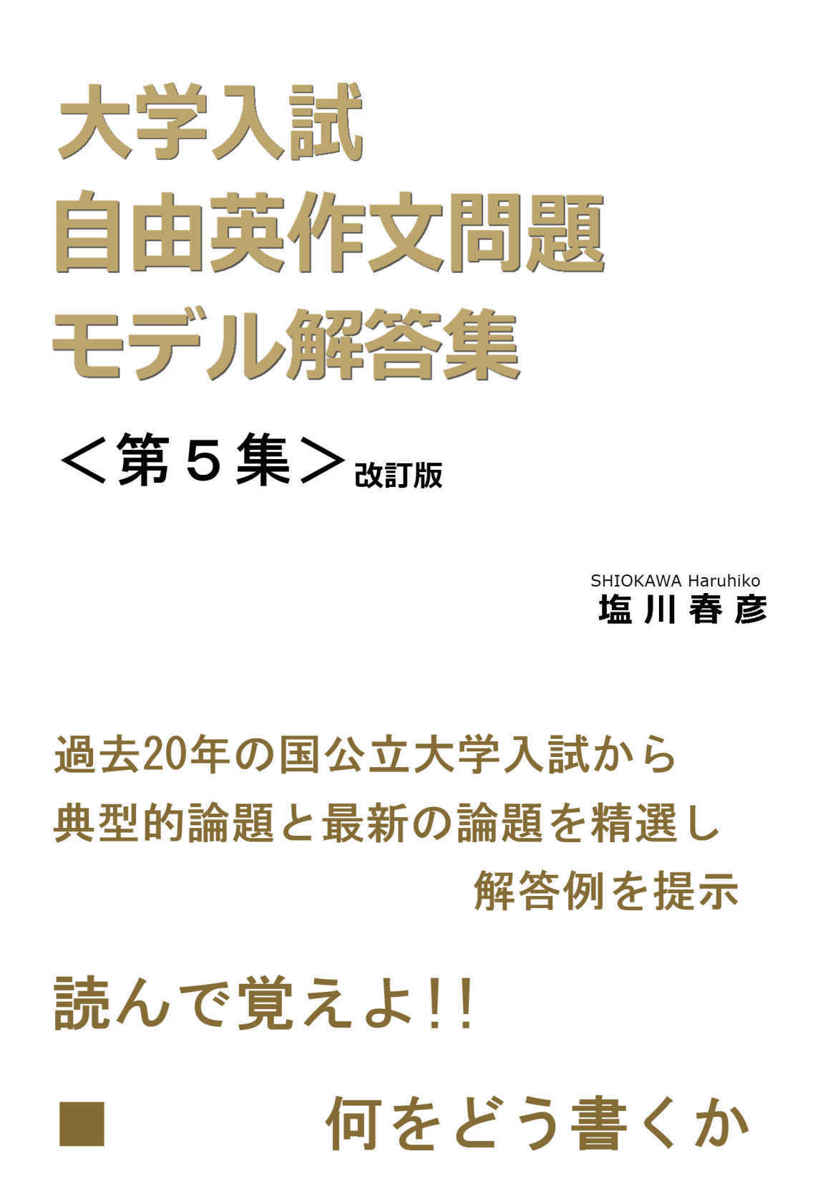 大学入試
自由英作文問題
モデル解答集
＜第５集＞改訂版
SHIOKAWA Haruhiko
塩川春彦
過去20年の国公立大学入試から
典型的論題と最新の論題を精選し
解答例を提示
読んで覚えよ!!
■ 何をどう書くか